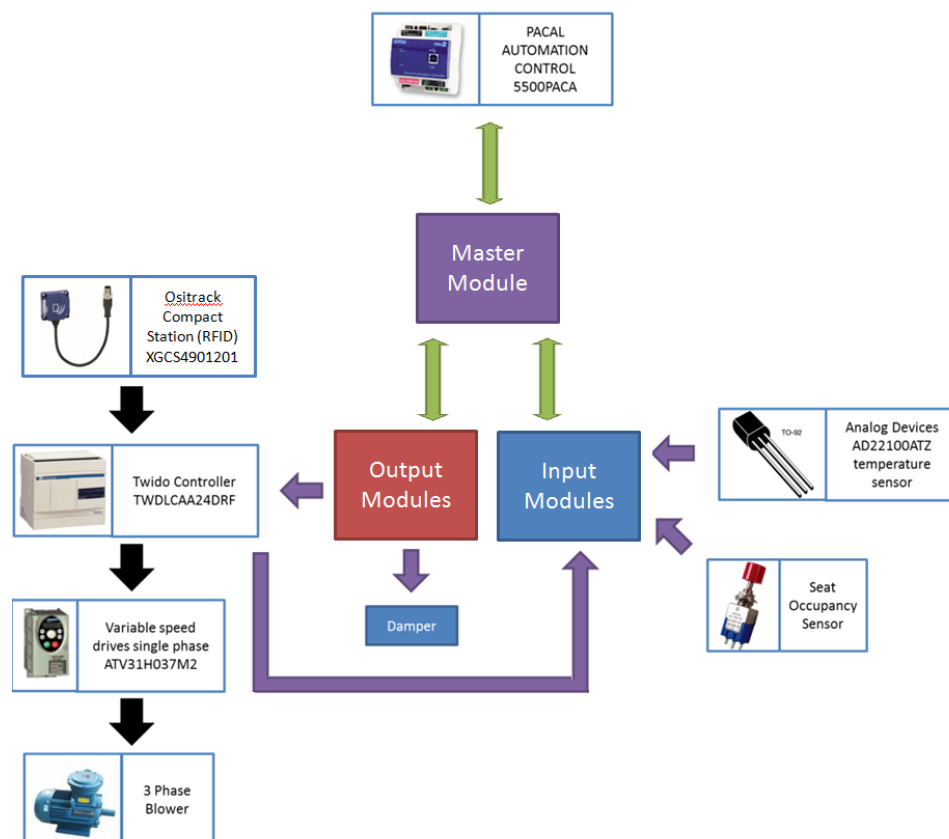 PACAL
AUTOMATION
CONTROL
5500PACA
Master
Module
Ositrack
Compact
Station (RFID)
XGCS4901201
Output
Modules
Input
Modules
TO-92
Analog Devices
AD22100ATZ
temperature
sensor
Twido Controller
TWDLCAA24DRF
Damper
Seat
Occupancy
Sensor
Variable speed
drives single phase
ATV31H037M2
3 Phase
Blower